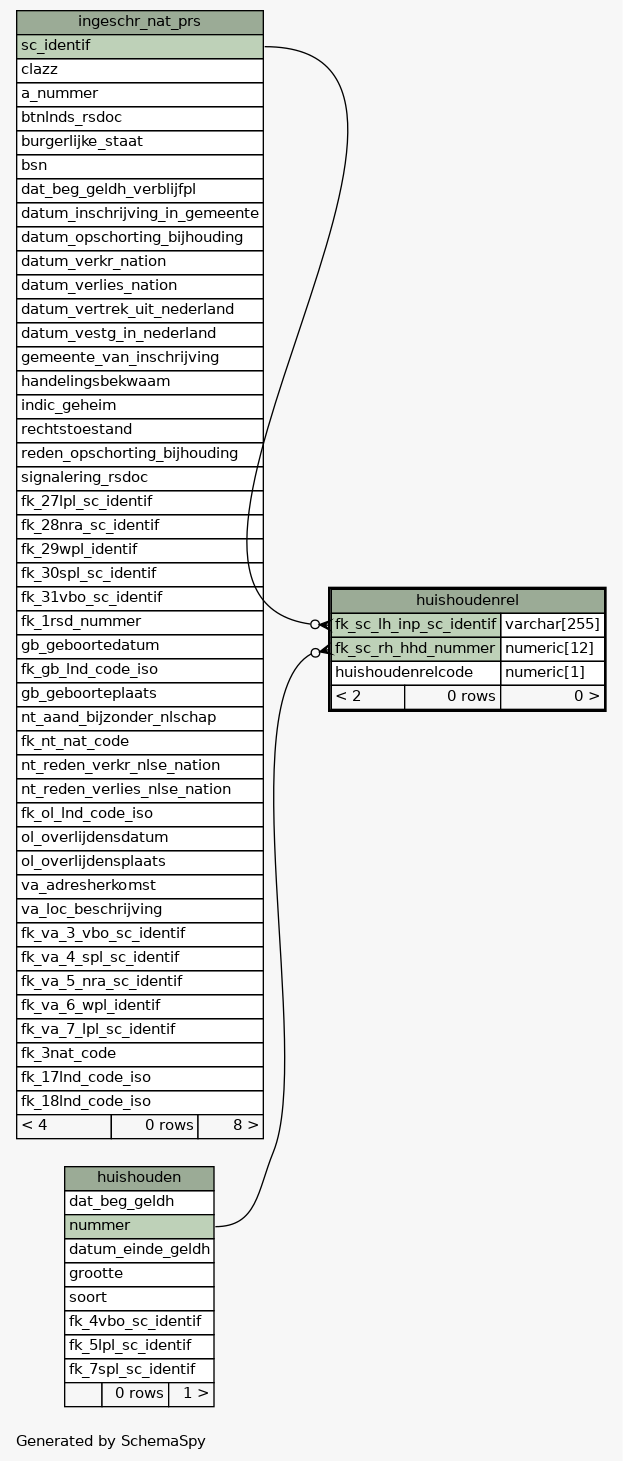 ingeschr_nat_prs
sc_identif
clazz
a_nummer
btnlnds_rsdoc
burgerlijke_staat
bsn
dat_beg_geldh_verblijfpl
datum_inschrijving_in_gemeente
datum_opschorting_bijhouding
datum_verkr_nation
datum_verlies_nation
datum_vertrek_uit_nederland
datum_vestg_in_nederland
gemeente_van_inschrijving
handelingsbekwaam
indic_geheim
rechtstoestand
reden_opschorting_bijhouding
signalering_rsdoc
fk_27lpl_sc_identif
fk_28nra_sc_identif
fk_29wpl_identif
fk_30spl_sc_identif
fk_31vbo_sc_identif
fk_1rsd_nummer
gb_geboortedatum
fk_gb_lnd_code_iso
gb_geboorteplaats
nt_aand_bijzonder_nlschap
fk_nt_nat_code
nt_reden_verkr_nlse_nation
nt_reden_verlies_nlse_nation
fk_ol_lnd_code_iso
ol_overlijdensdatum
ol_overlijdensplaats
va_adresherkomst
va_loc_beschrijving
fk_va_3_vbo_sc_identif
fk_va_4_spl_sc_identif
fk_va_5_nra_sc_identif
fk_va_6_wpl_identif
fk_va_7_lpl_sc_identif
fk_3nat_code
fk_17lnd_code_iso
fk_18lnd_code_iso
< 4 0 rows 8 >
huishoudenrel
fk_sc_lh_inp_sc_identif varchar[255]
fk_sc_rh_hhd_nummer numeric[12]
huishoudenrelcode numeric[1]
< 2 0 rows 0 >
huishouden
dat_beg_geldh
nummer
datum_einde_geldh
grootte
soort
fk_4vbo_sc_identif
fk_5lpl_sc_identif
fk_7spl_sc_identif
0 rows 1 >
Generated by SchemaSpy